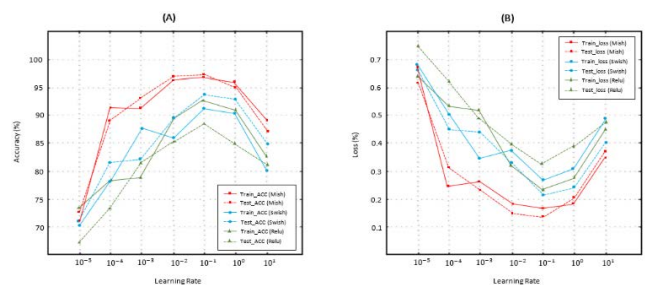 (A)
100
95
90
85
80
75
70
Accuracy (%)
Train_ACC (Mish)
Test_ACC (Mish)
Train_ACC (Swish)
Test_ACC (Swish)
Train_ACC (Relu)
Test_ACC (Relu)
10⁻⁵ 10⁻⁴ 10⁻³ 10⁻² 10⁻¹ 10⁰ 10¹
Learning Rate
(B)
0.7
0.6
0.5
0.4
0.3
0.2
0.1
Loss (%)
Train_loss (Mish)
Test_loss (Mish)
Train_loss (Swish)
Test_loss (Swish)
Train_loss (Relu)
Test_loss (Relu)
10⁻⁵ 10⁻⁴ 10⁻³ 10⁻² 10⁻¹ 10⁰ 10¹
Learning Rate